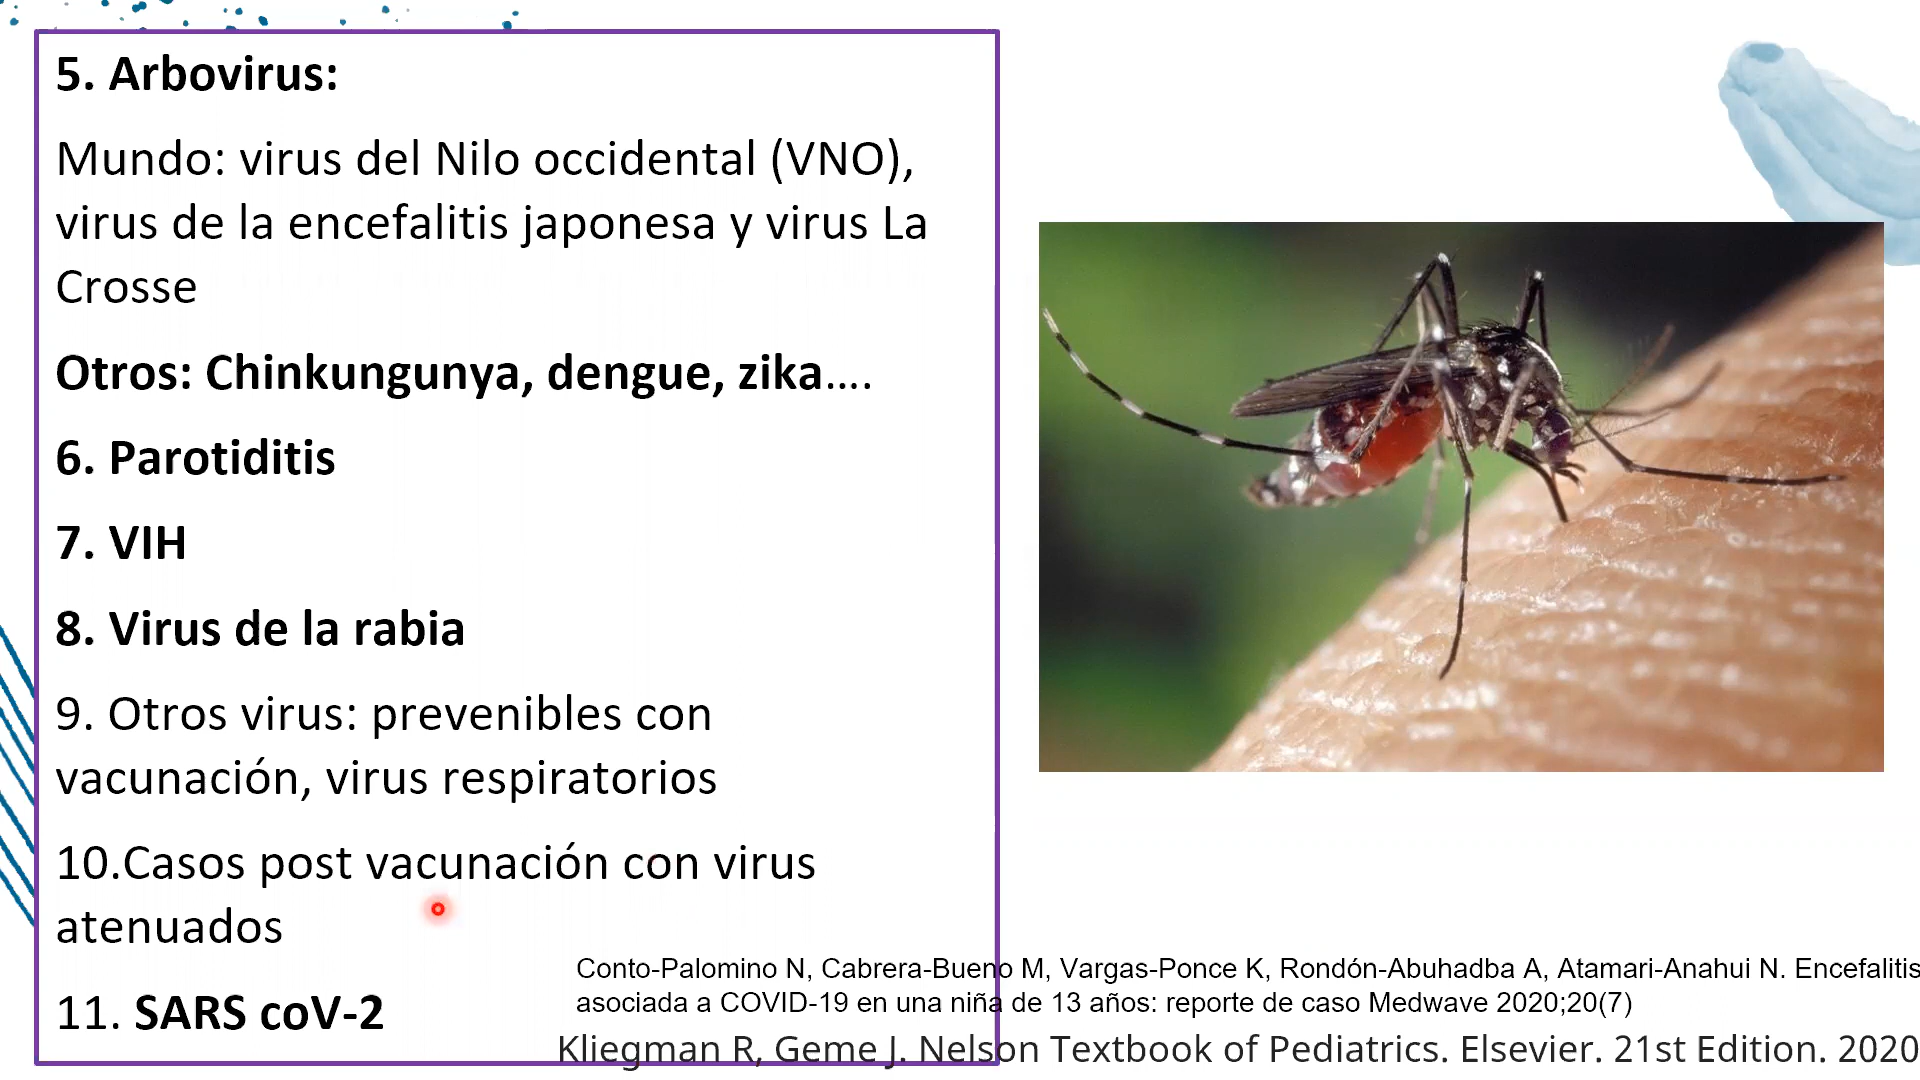 5. Arbovirus:
Mundo: virus del Nilo occidental (VNO),
virus de la encefalitis japonesa y virus La
Crosse
Otros: Chinkungunya, dengue, zika....
6. Parotiditis
7. VIH
8. Virus de la rabia
9. Otros virus: prevenibles con
vacunación, virus respiratorios
10.Casos post vacunación con virus
atenuados
11. SARS coV-2
Conto-Palomino N, Cabrera-Bueno M, Vargas-Ponce K, Rondón-Abuhadba A, Atamari-Anahui N. Encefalitis
asociada a COVID-19 en una niña de 13 años: reporte de caso Medwave 2020;20(7)
Kliegman R, Geme J. Nelson Textbook of Pediatrics. Elsevier. 21st Edition. 2020